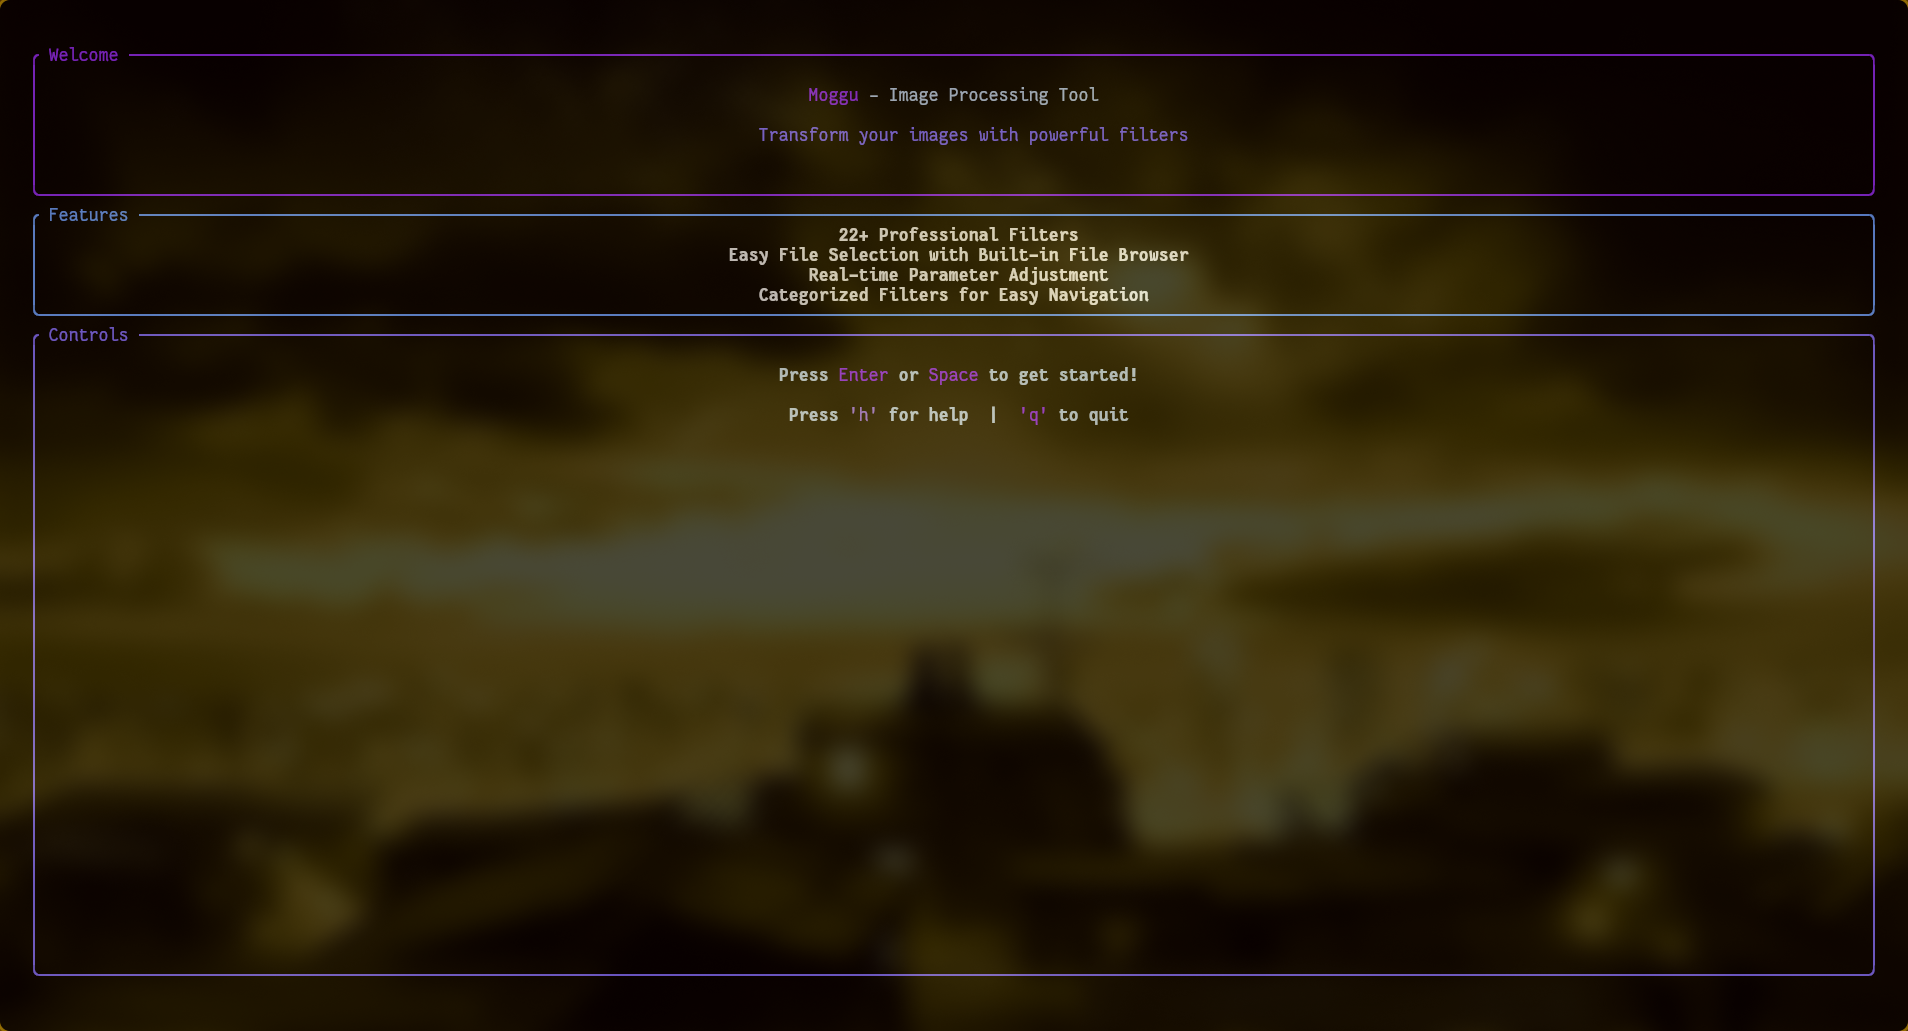 Welcome
Moggu – Image Processing Tool
Transform your images with powerful filters
Features
22+ Professional Filters
Easy File Selection with Built-in File Browser
Real-time Parameter Adjustment
Categorized Filters for Easy Navigation
Controls
Press Enter or Space to get started!
Press 'h' for help | 'q' to quit